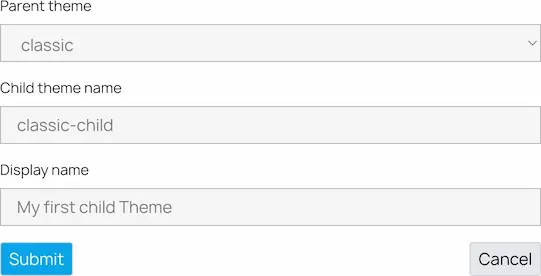 Parent theme
classic
Child theme name
classic-child
Display name
My first child Theme
Submit
Cancel